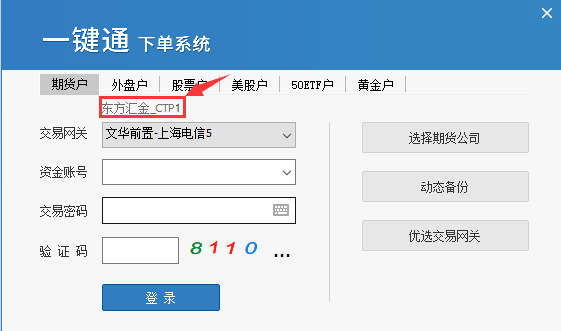 一键通 下单系统
期货户 外盘户 股票户 美股户 50ETF户 黄金户
东方汇金_CTP1
交易网关 文华前置-上海电信5
选择期货公司
资金账号
动态备份
交易密码
优选交易网关
验证码 8110 ...
登录